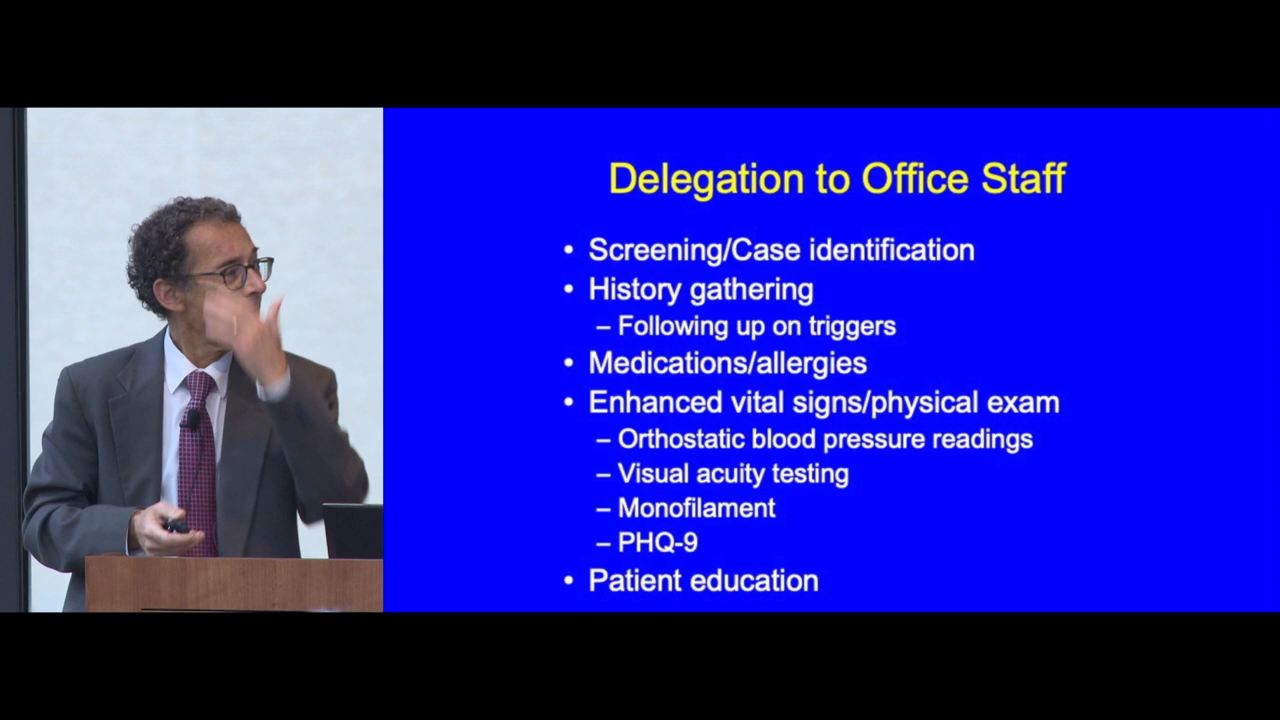 Delegation to Office Staff
• Screening/Case identification
• History gathering
– Following up on triggers
• Medications/allergies
• Enhanced vital signs/physical exam
– Orthostatic blood pressure readings
– Visual acuity testing
– Monofilament
– PHQ-9
• Patient education